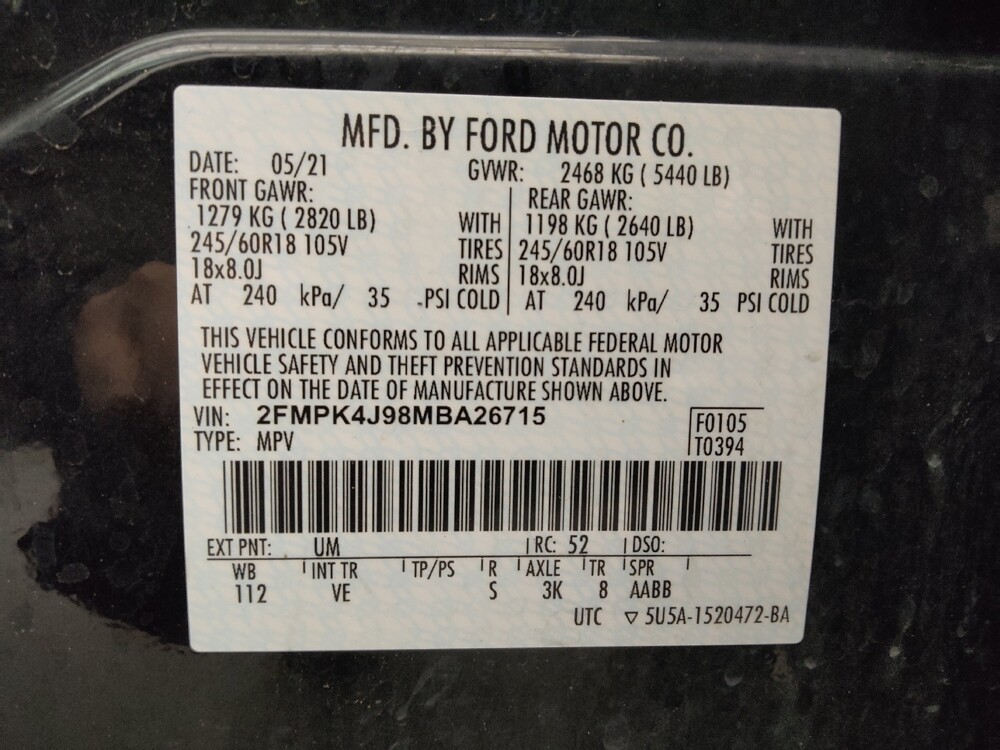 MFD. BY FORD MOTOR CO.
DATE: 05/21 GVWR: 2468 KG ( 5440 LB)
FRONT GAWR: REAR GAWR:
1279 KG ( 2820 LB) WITH 1198 KG ( 2640 LB) WITH
245/60R18 105V TIRES 245/60R18 105V TIRES
18x8.0J RIMS 18x8.0J RIMS
AT 240 kPa/ 35 PSI COLD AT 240 kPa/ 35 PSI COLD
THIS VEHICLE CONFORMS TO ALL APPLICABLE FEDERAL MOTOR
VEHICLE SAFETY AND THEFT PREVENTION STANDARDS IN
EFFECT ON THE DATE OF MANUFACTURE SHOWN ABOVE.
VIN: 2FMPK4J98MBA26715 F0105
TYPE: MPV T0394
EXT PNT: UM RC: 52 DSO:
WB INT TR TP/PS R AXLE TR SPR
112 VE S 3K 8 AABB
UTC ▽ 5U5A-1520472-BA